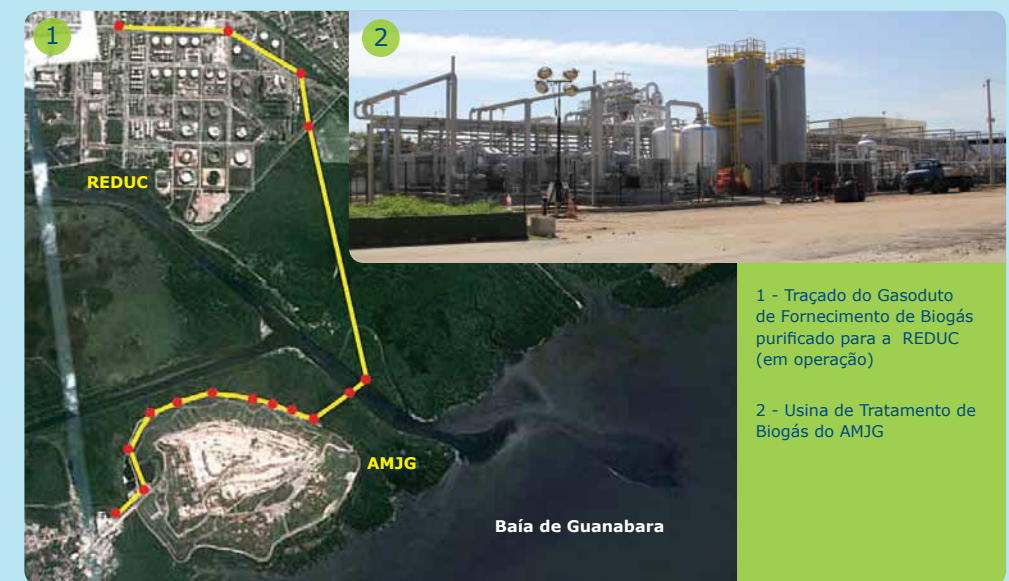 1
2
REDUC
AMJG
Baía de Guanabara
1 - Traçado do Gasoduto
de Fornecimento de Biogás
purificado para a REDUC
(em operação)
2 - Usina de Tratamento de
Biogás do AMJG